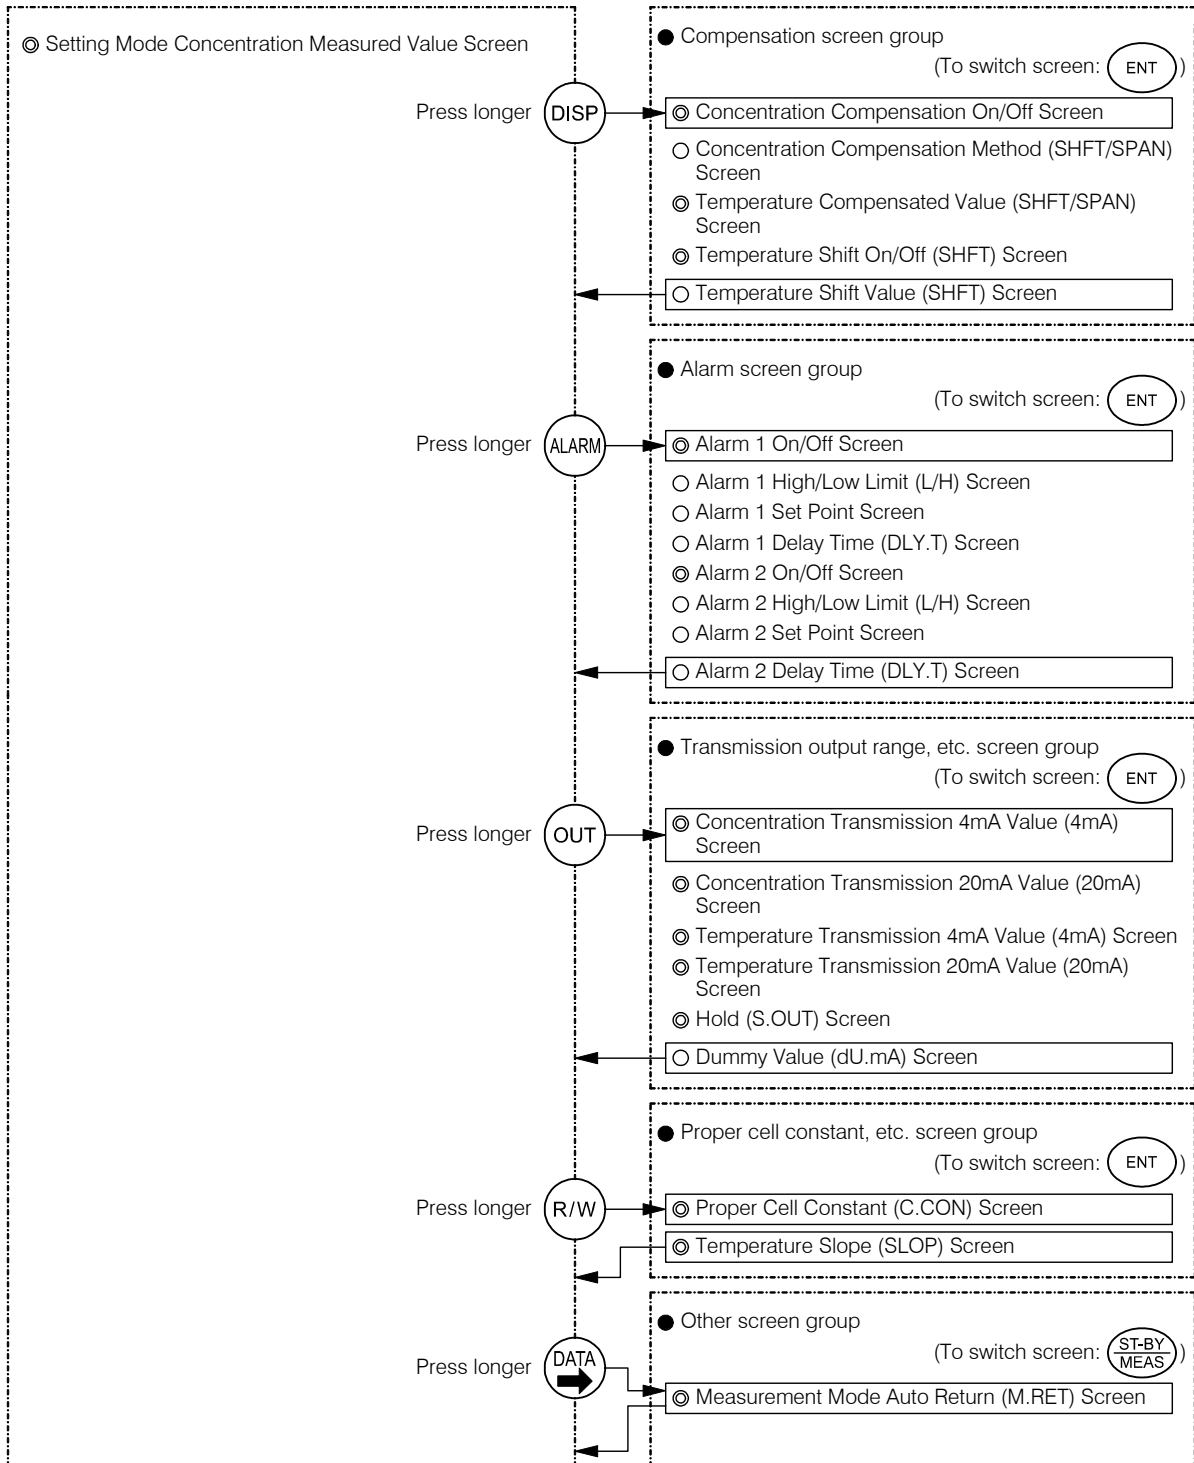 ◎ Setting Mode Concentration Measured Value Screen
● Compensation screen group
(To switch screen: ENT)
Press longer DISP
◎ Concentration Compensation On/Off Screen
○ Concentration Compensation Method (SHFT/SPAN)
Screen
◎ Temperature Compensated Value (SHFT/SPAN)
Screen
◎ Temperature Shift On/Off (SHFT) Screen
○ Temperature Shift Value (SHFT) Screen
● Alarm screen group
(To switch screen: ENT)
Press longer ALARM
◎ Alarm 1 On/Off Screen
○ Alarm 1 High/Low Limit (L/H) Screen
○ Alarm 1 Set Point Screen
○ Alarm 1 Delay Time (DLY.T) Screen
◎ Alarm 2 On/Off Screen
○ Alarm 2 High/Low Limit (L/H) Screen
○ Alarm 2 Set Point Screen
○ Alarm 2 Delay Time (DLY.T) Screen
● Transmission output range, etc. screen group
(To switch screen: ENT)
Press longer OUT
◎ Concentration Transmission 4mA Value (4mA)
Screen
◎ Concentration Transmission 20mA Value (20mA)
Screen
◎ Temperature Transmission 4mA Value (4mA) Screen
◎ Temperature Transmission 20mA Value (20mA)
Screen
◎ Hold (S.OUT) Screen
○ Dummy Value (dU.mA) Screen
● Proper cell constant, etc. screen group
(To switch screen: ENT)
Press longer R/W
◎ Proper Cell Constant (C.CON) Screen
◎ Temperature Slope (SLOP) Screen
● Other screen group
(To switch screen: ST-BY
MEAS)
Press longer DATA
◎ Measurement Mode Auto Return (M.RET) Screen